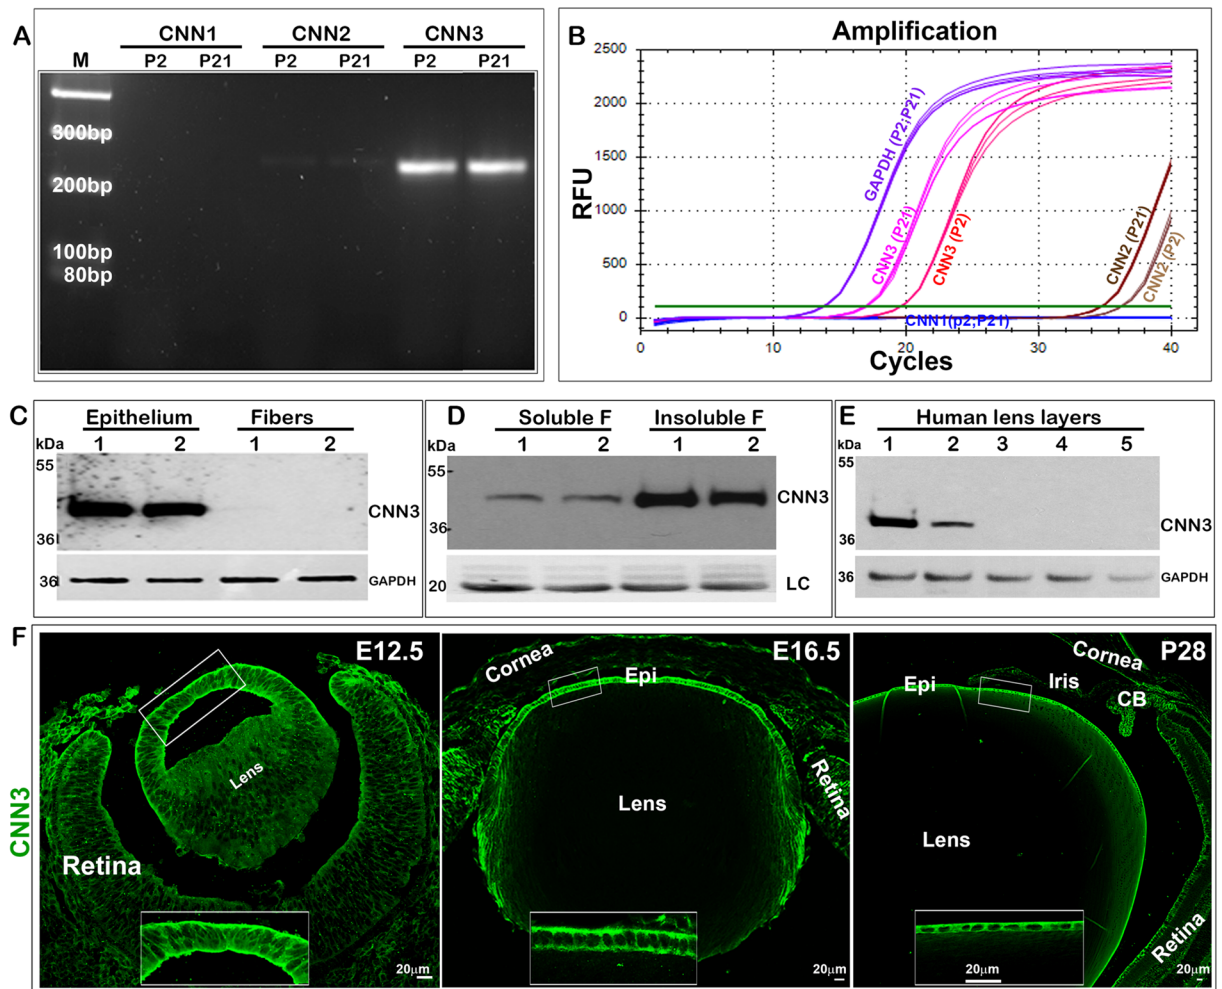 A
CNN1 CNN2 CNN3
M P2 P21 P2 P21 P2 P21
300bp
200bp
100bp
80bp
B
Amplification
RFU
2500
2000
1500
1000
500
0
GAPDH (P2;P21)
CNN3 (P21)
CNN3 (P2)
CNN2 (P21)
CNN2 (P2)
CNN1(p2;P21)
0 10 20 30 40
Cycles
C
Epithelium Fibers
kDa 1 2 1 2
55
CNN3
36
36 GAPDH
D
Soluble F Insoluble F
kDa 1 2 1 2
55
CNN3
36
20 LC
E
Human lens layers
kDa 1 2 3 4 5
55
CNN3
36
36 GAPDH
F
CNN3
E12.5
Lens
Retina
20µm
E16.5
Cornea
Epi
Retina
Lens
20µm
P28
Cornea
Iris
Epi
CB
Lens
Retina
20µm
20µm